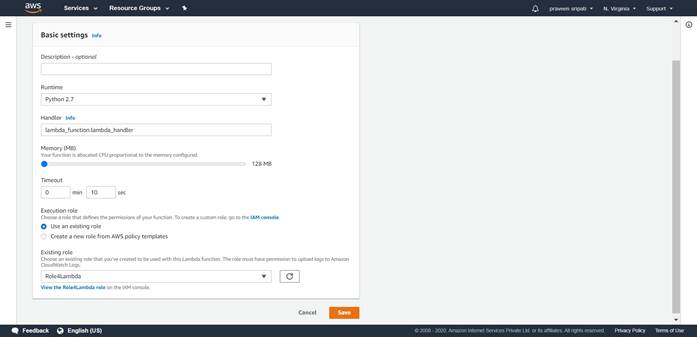 aws Services Resource Groups praveen sripati N. Virginia Support
Basic settings Info
Description - optional
Runtime
Python 2.7
Handler Info
lambda_function.lambda_handler
Memory (MB)
Your function is allocated CPU proportional to the memory configured.
128 MB
Timeout
0 min 10 sec
Execution role
Choose a role that defines the permissions of your function. To create a custom role, go to the IAM console.
Use an existing role
Create a new role from AWS policy templates
Existing role
Choose an existing role that you've created to be used with this Lambda function. The role must have permission to upload logs to Amazon
CloudWatch Logs.
Role4Lambda
View the Role4Lambda role on the IAM console.
Cancel Save
Feedback English (US) © 2008 - 2020, Amazon Internet Services Private Ltd. or its affiliates. All rights reserved. Privacy Policy Terms of Use